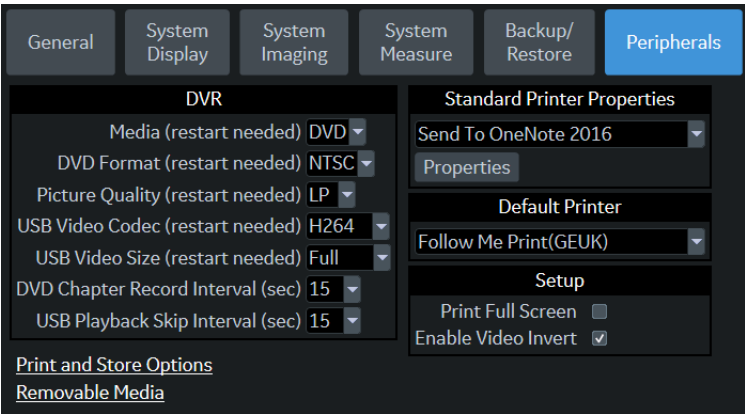 General
System
Display
System
Imaging
System
Measure
Backup/
Restore
Peripherals
DVR
Media (restart needed) DVD
DVD Format (restart needed) NTSC
Picture Quality (restart needed) LP
USB Video Codec (restart needed) H264
USB Video Size (restart needed) Full
DVD Chapter Record Interval (sec) 15
USB Playback Skip Interval (sec) 15
Print and Store Options
Removable Media
Standard Printer Properties
Send To OneNote 2016
Properties
Default Printer
Follow Me Print(GEUK)
Setup
Print Full Screen
Enable Video Invert